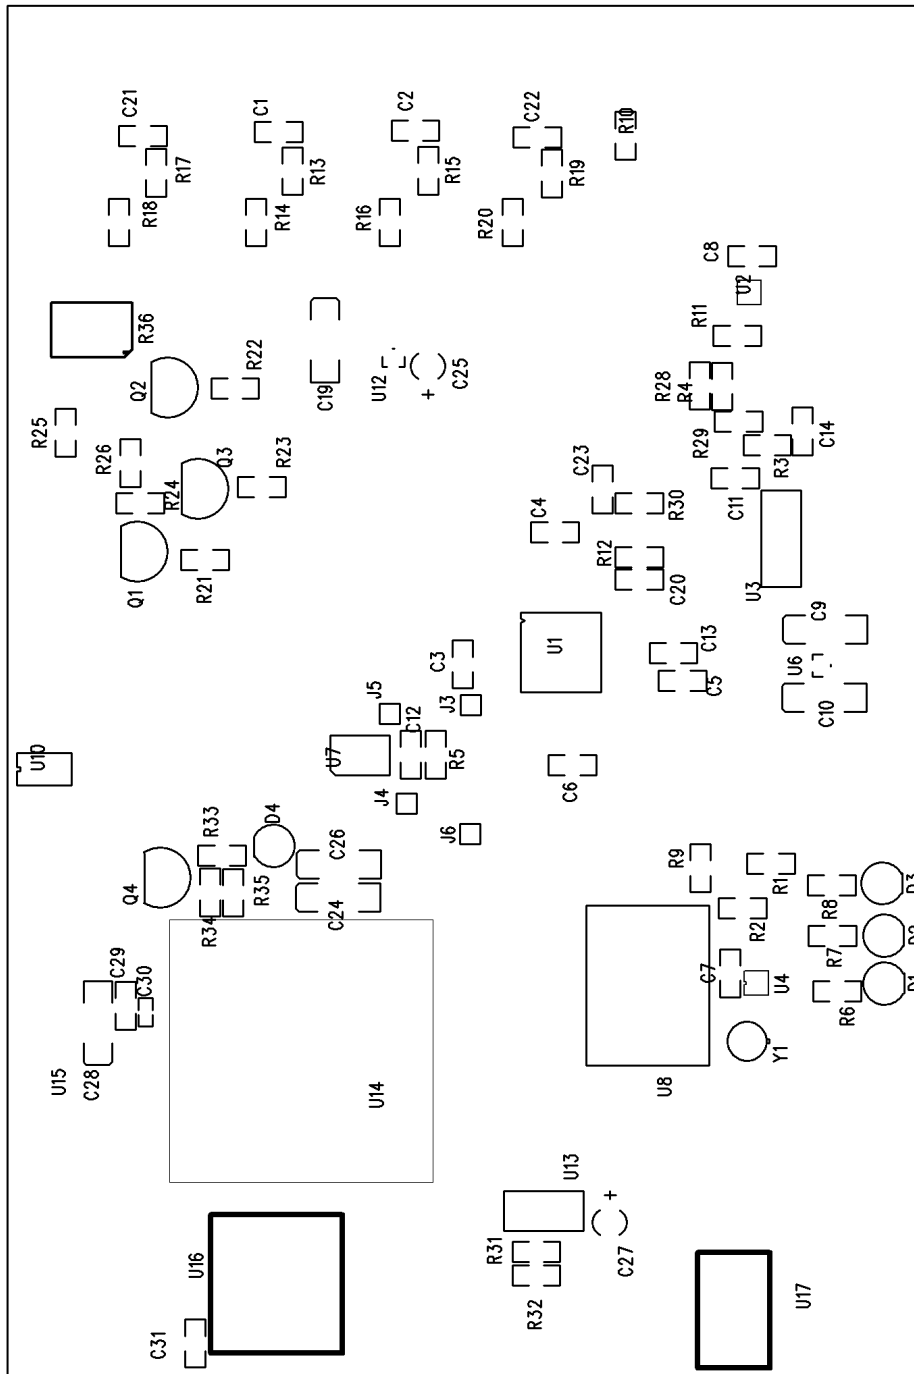 C21
C1
C2
C22
R10
R17
R13
R15
R19
R18
R14
R16
R20
C8
U2
R11
R36
R22
Q2
C19
U12
C25
+
R28
R4
R25
R26
Q3
R23
R24
R29
R3
C14
C23
C11
C4
R30
R12
Q1
R21
C20
U3
C9
U1
C3
C13
C5
U6
C10
J5
J3
C12
U10
U7
R5
C6
J4
J6
R33
D4
C26
R9
R1
Q4
R34
R35
C24
R2
R8
D3
R7
D2
C29
C30
C7
U4
R6
D1
U15
C28
Y1
U14
U8
U13
+
U16
R31
C27
R32
U17
C31